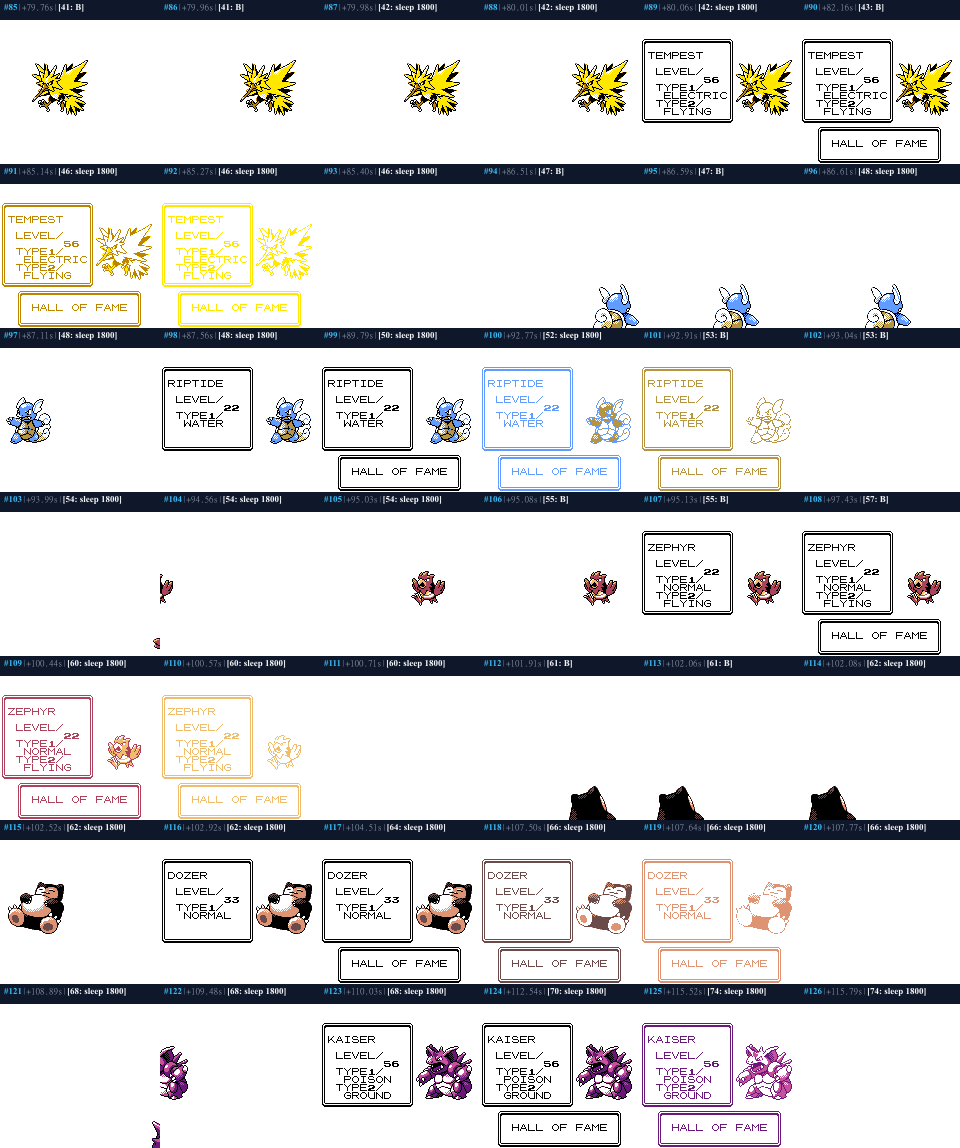 #85|+79.76s| [41: B] #86|+79.96s| [41: B] #87|+79.98s| [42: sleep 1800] #88|+80.01s| [42: sleep 1800] #89|+80.06s| [42: sleep 1800] #90|+82.16s| [43: B]
TEMPEST
LEVEL/
56
TYPE1/
ELECTRIC
TYPE2/
FLYING
TEMPEST
LEVEL/
56
TYPE1/
ELECTRIC
TYPE2/
FLYING
HALL OF FAME
#91|+85.14s| [46: sleep 1800] #92|+85.27s| [46: sleep 1800] #93|+85.40s| [46: sleep 1800] #94|+86.51s| [47: B] #95|+86.59s| [47: B] #96|+86.61s| [48: sleep 1800]
TEMPEST
LEVEL/
56
TYPE1/
ELECTRIC
TYPE2/
FLYING
HALL OF FAME
TEMPEST
LEVEL/
56
TYPE1/
ELECTRIC
TYPE2/
FLYING
HALL OF FAME
#97|+87.11s| [48: sleep 1800] #98|+87.56s| [48: sleep 1800] #99|+89.79s| [50: sleep 1800] #100|+92.77s| [52: sleep 1800] #101|+92.91s| [53: B] #102|+93.04s| [53: B]
RIPTIDE
LEVEL/
22
TYPE1/
WATER
RIPTIDE
LEVEL/
22
TYPE1/
WATER
HALL OF FAME
RIPTIDE
LEVEL/
22
TYPE1/
WATER
HALL OF FAME
RIPTIDE
LEVEL/
22
TYPE1/
WATER
HALL OF FAME
#103|+93.99s| [54: sleep 1800] #104|+94.56s| [54: sleep 1800] #105|+95.03s| [54: sleep 1800] #106|+95.08s| [55: B] #107|+95.13s| [55: B] #108|+97.43s| [57: B]
ZEPHYR
LEVEL/
22
TYPE1/
NORMAL
TYPE2/
FLYING
ZEPHYR
LEVEL/
22
TYPE1/
NORMAL
TYPE2/
FLYING
HALL OF FAME
#109|+100.44s| [60: sleep 1800] #110|+100.57s| [60: sleep 1800] #111|+100.71s| [60: sleep 1800] #112|+101.91s| [61: B] #113|+102.06s| [61: B] #114|+102.08s| [62: sleep 1800]
ZEPHYR
LEVEL/
22
TYPE1/
NORMAL
TYPE2/
FLYING
HALL OF FAME
ZEPHYR
LEVEL/
22
TYPE1/
NORMAL
TYPE2/
FLYING
HALL OF FAME
#115|+102.52s| [62: sleep 1800] #116|+102.92s| [62: sleep 1800] #117|+104.51s| [64: sleep 1800] #118|+107.50s| [66: sleep 1800] #119|+107.64s| [66: sleep 1800] #120|+107.77s| [66: sleep 1800]
DOZER
LEVEL/
33
TYPE1/
NORMAL
DOZER
LEVEL/
33
TYPE1/
NORMAL
HALL OF FAME
DOZER
LEVEL/
33
TYPE1/
NORMAL
HALL OF FAME
DOZER
LEVEL/
33
TYPE1/
NORMAL
HALL OF FAME
#121|+108.89s| [68: sleep 1800] #122|+109.48s| [68: sleep 1800] #123|+110.03s| [68: sleep 1800] #124|+112.54s| [70: sleep 1800] #125|+115.52s| [74: sleep 1800] #126|+115.79s| [74: sleep 1800]
KAISER
LEVEL/
56
TYPE1/
POISON
TYPE2/
GROUND
KAISER
LEVEL/
56
TYPE1/
POISON
TYPE2/
GROUND
HALL OF FAME
KAISER
LEVEL/
56
TYPE1/
POISON
TYPE2/
GROUND
HALL OF FAME